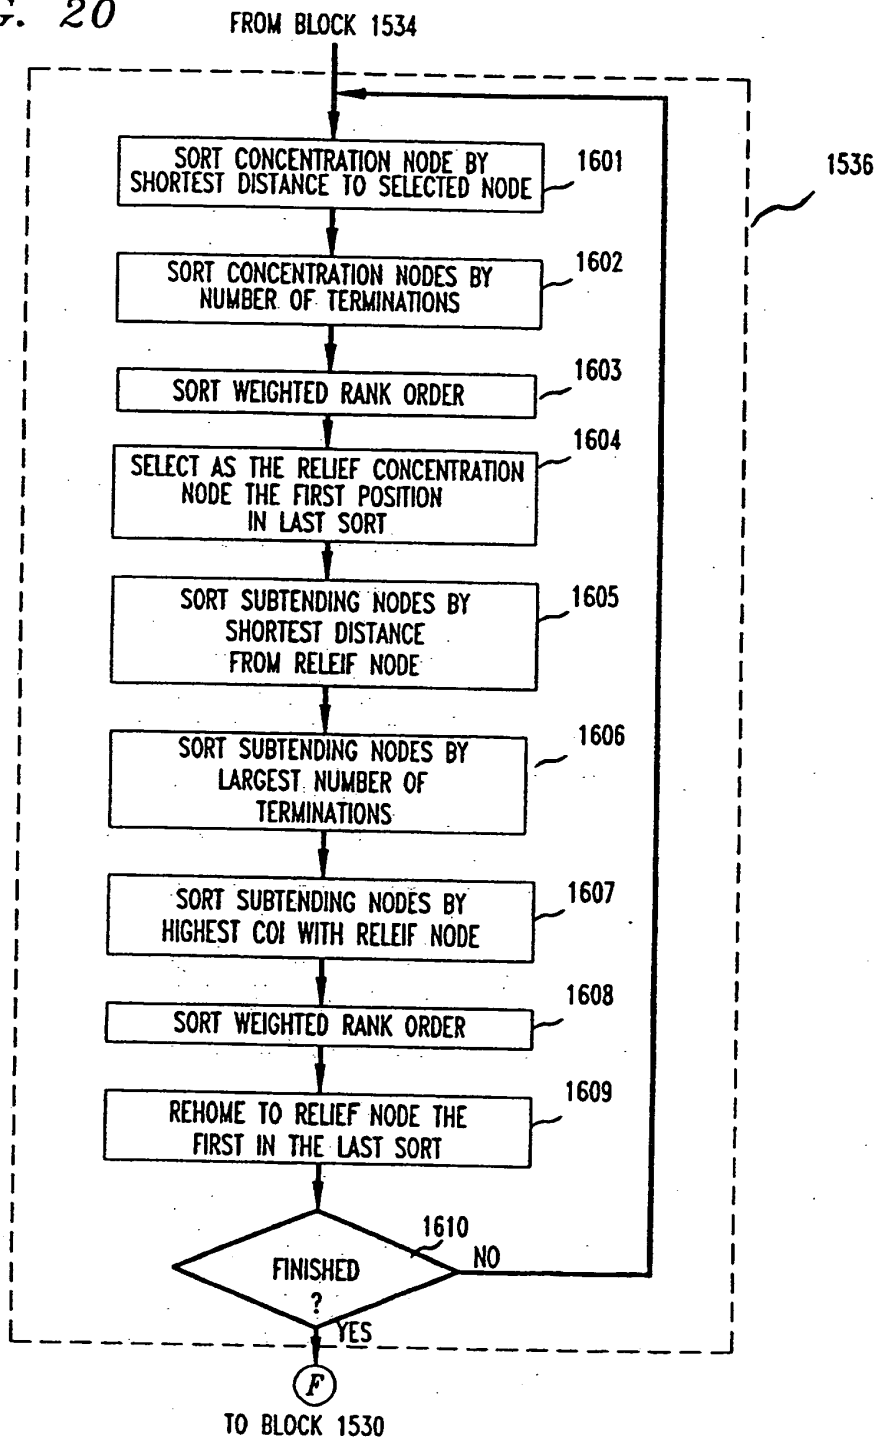 G. 20
FROM BLOCK 1534
1536
SORT CONCENTRATION NODE BY
SHORTEST DISTANCE TO SELECTED NODE
1601
SORT CONCENTRATION NODES BY
NUMBER OF TERMINATIONS
1602
SORT WEIGHTED RANK ORDER
1603
SELECT AS THE RELIEF CONCENTRATION
NODE THE FIRST POSITION
IN LAST SORT
1604
SORT SUBTENDING NODES BY
SHORTEST DISTANCE
FROM RELEIF NODE
1605
SORT SUBTENDING NODES BY
LARGEST NUMBER OF
TERMINATIONS
1606
SORT SUBTENDING NODES BY
HIGHEST COI WITH RELEIF NODE
1607
SORT WEIGHTED RANK ORDER
1608
REHOME TO RELIEF NODE THE
FIRST IN THE LAST SORT
1609
1610
FINISHED
?
NO
YES
F
TO BLOCK 1530